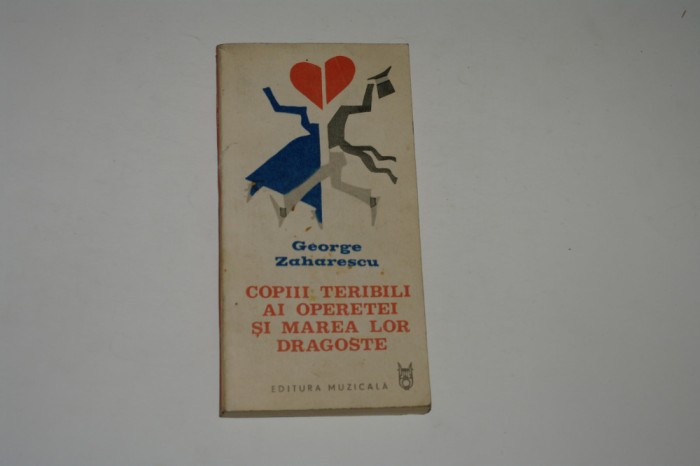 George
Zaharescu
COPIII TERIBILI
AI OPERETEI
ȘI MAREA LOR
DRAGOSTE
EDITURA MUZICALĂ